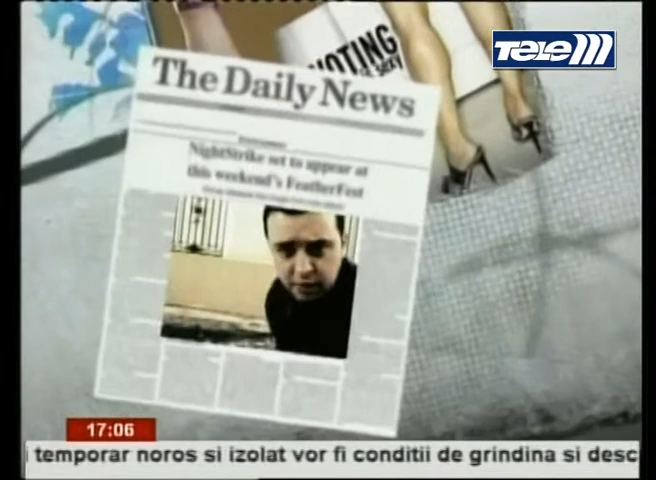 VOTING
TELE M
The Daily News
NightStrike set to appear at
this weekend's FeatherFest
17:06
i temporar noros si izolat vor fi conditii de grindina si desc